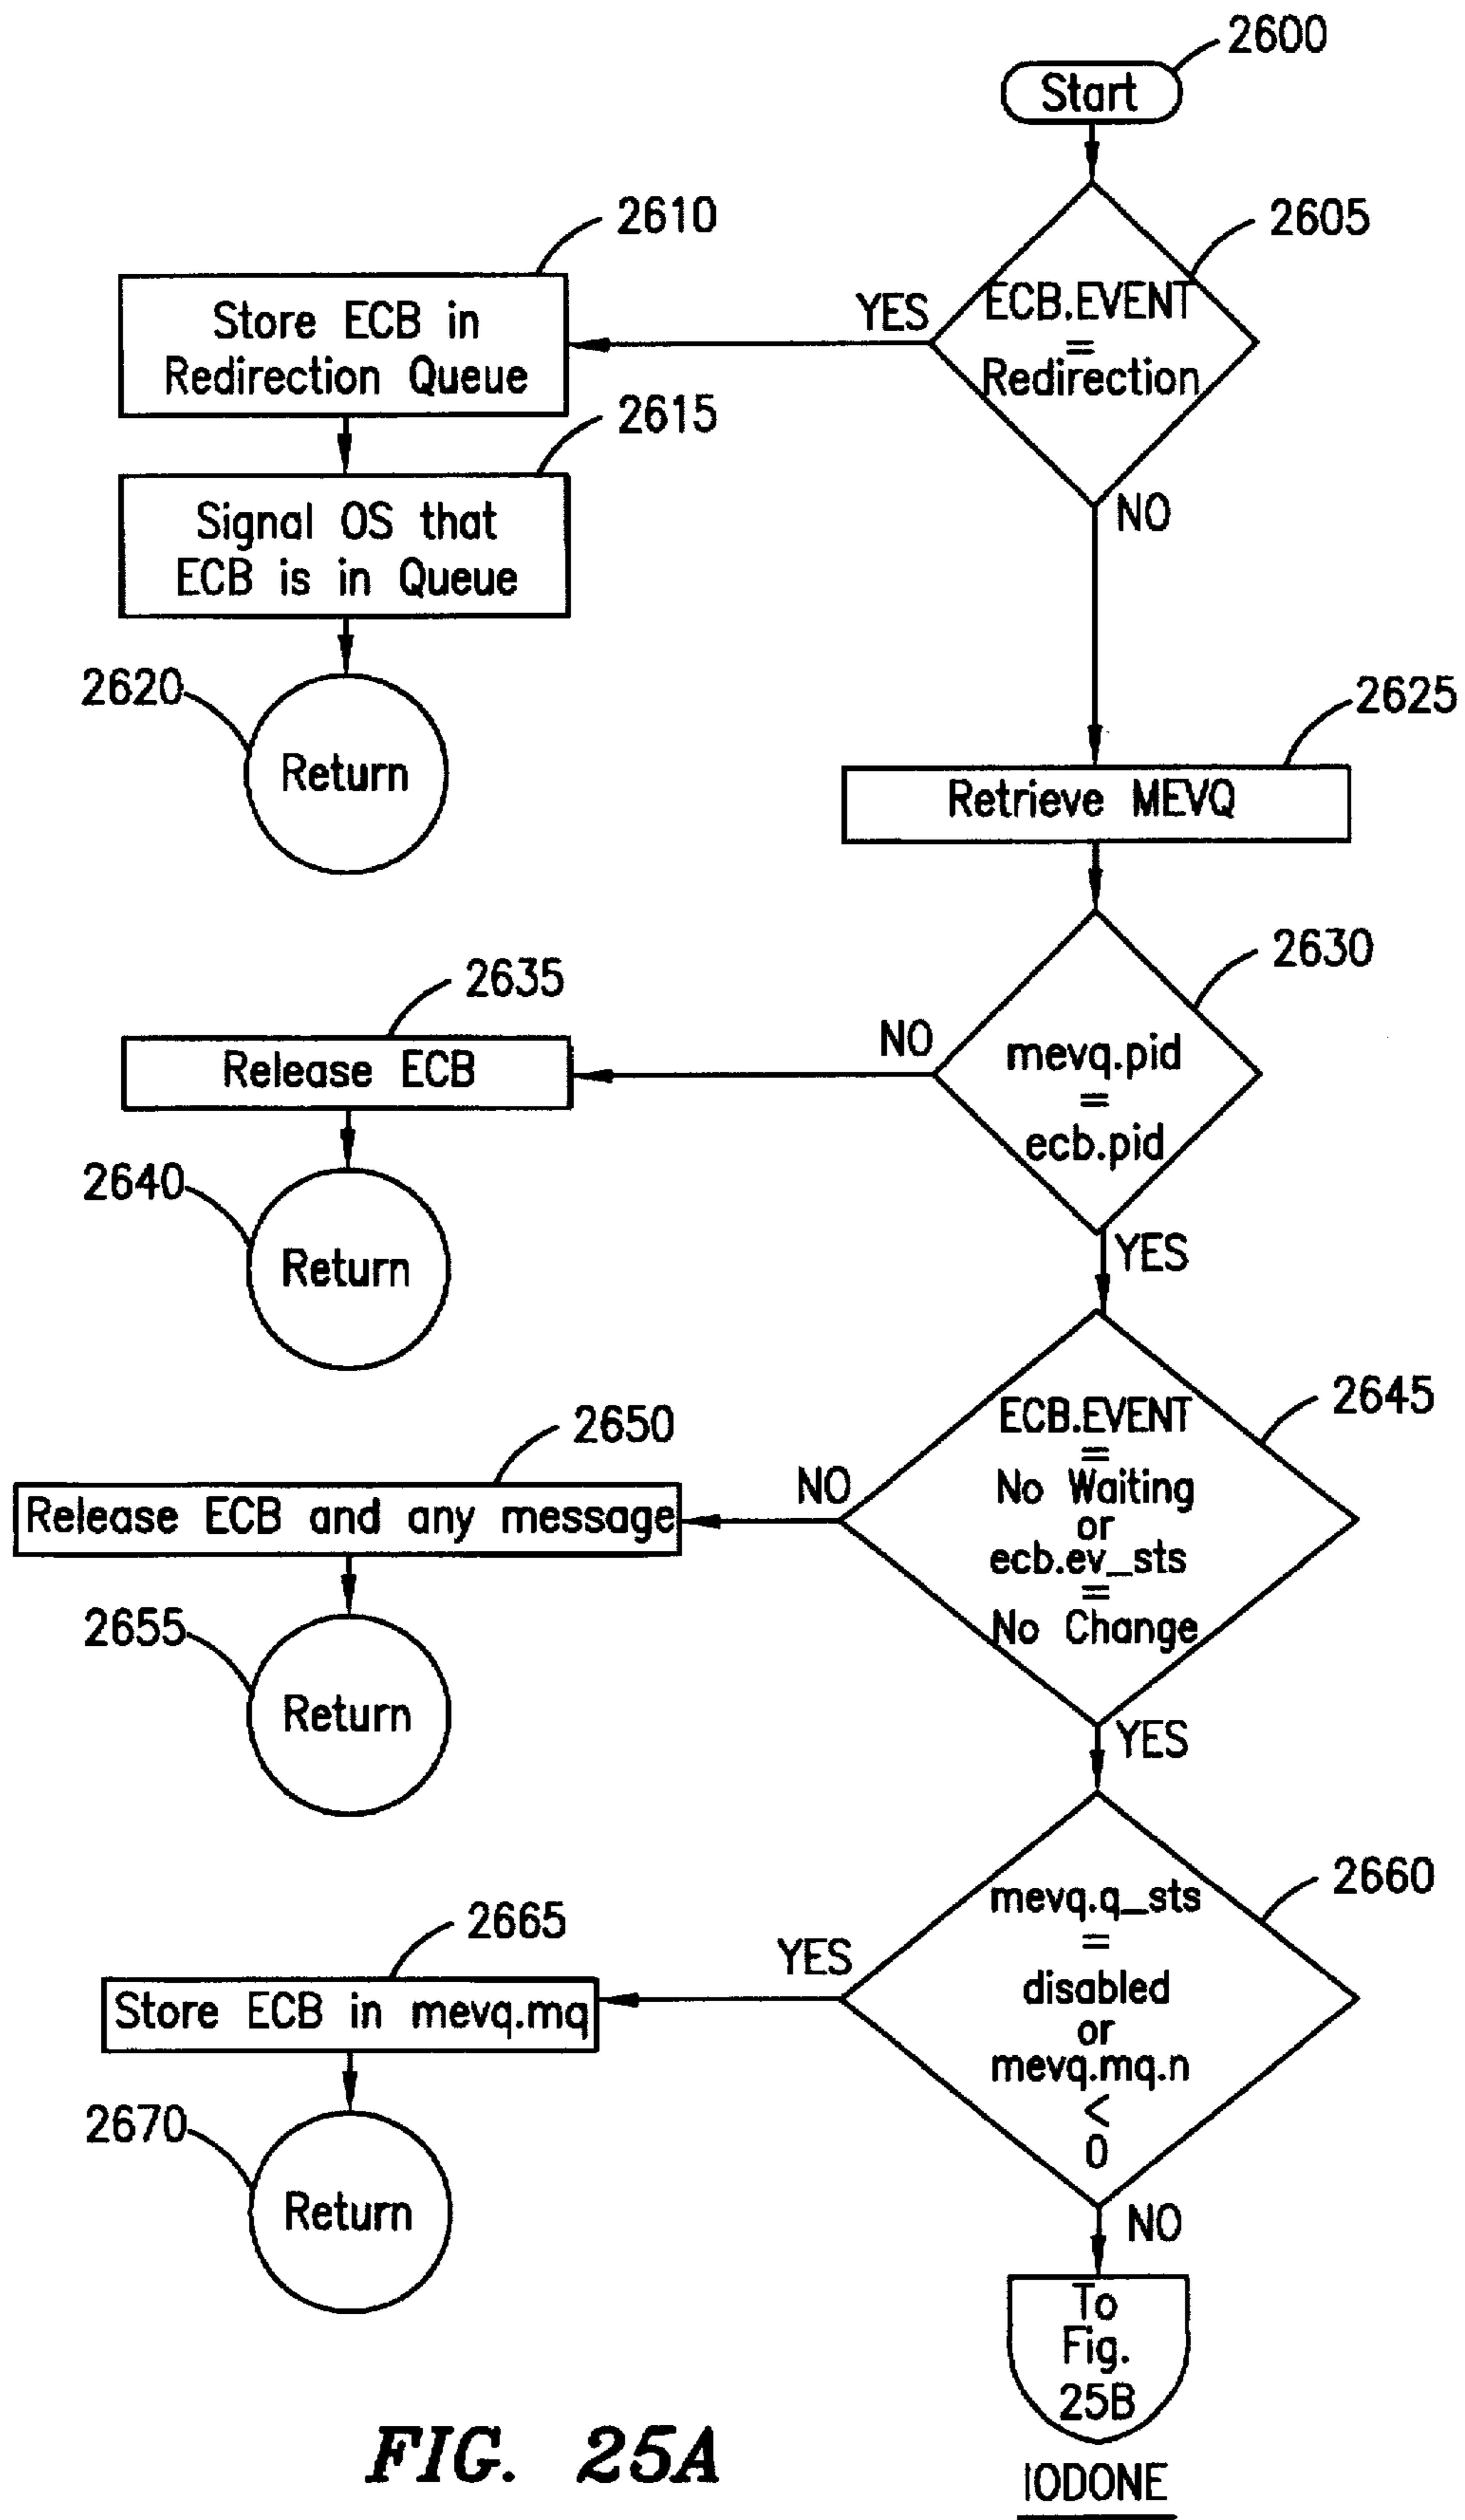 2600
Start
2605
ECB.EVENT
=
Redirection
YES
NO
2610
Store ECB in
Redirection Queue
2615
Signal OS that
ECB is in Queue
2620
Return
2625
Retrieve MEVQ
2630
mevq.pid
=
ecb.pid
NO
YES
2635
Release ECB
2640
Return
2645
ECB.EVENT
=
No Waiting
or
ecb.ev_sts
=
No Change
NO
YES
2650
Release ECB and any message
2655
Return
2660
mevq.q_sts
=
disabled
or
mevq.mq.n
<
0
YES
NO
2665
Store ECB in mevq.mq
2670
Return
To
Fig.
25B
FIG. 25A
IODONE